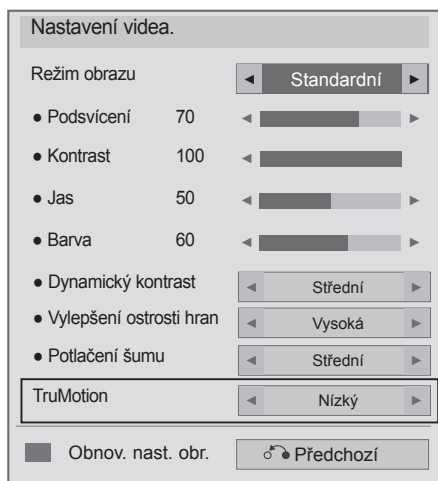 Nastavení videa.
Režim obrazu ◄ Standardní ►
● Podsvícení 70 ◄ ►
● Kontrast 100 ◄
● Jas 50 ◄ ►
● Barva 60 ◄ ►
● Dynamický kontrast ◄ Střední ►
● Vylepšení ostrosti hran ◄ Vysoká ►
● Potlačení šumu ◄ Střední ►
TruMotion ◄ Nízký ►
Obnov. nast. obr. Předchozí